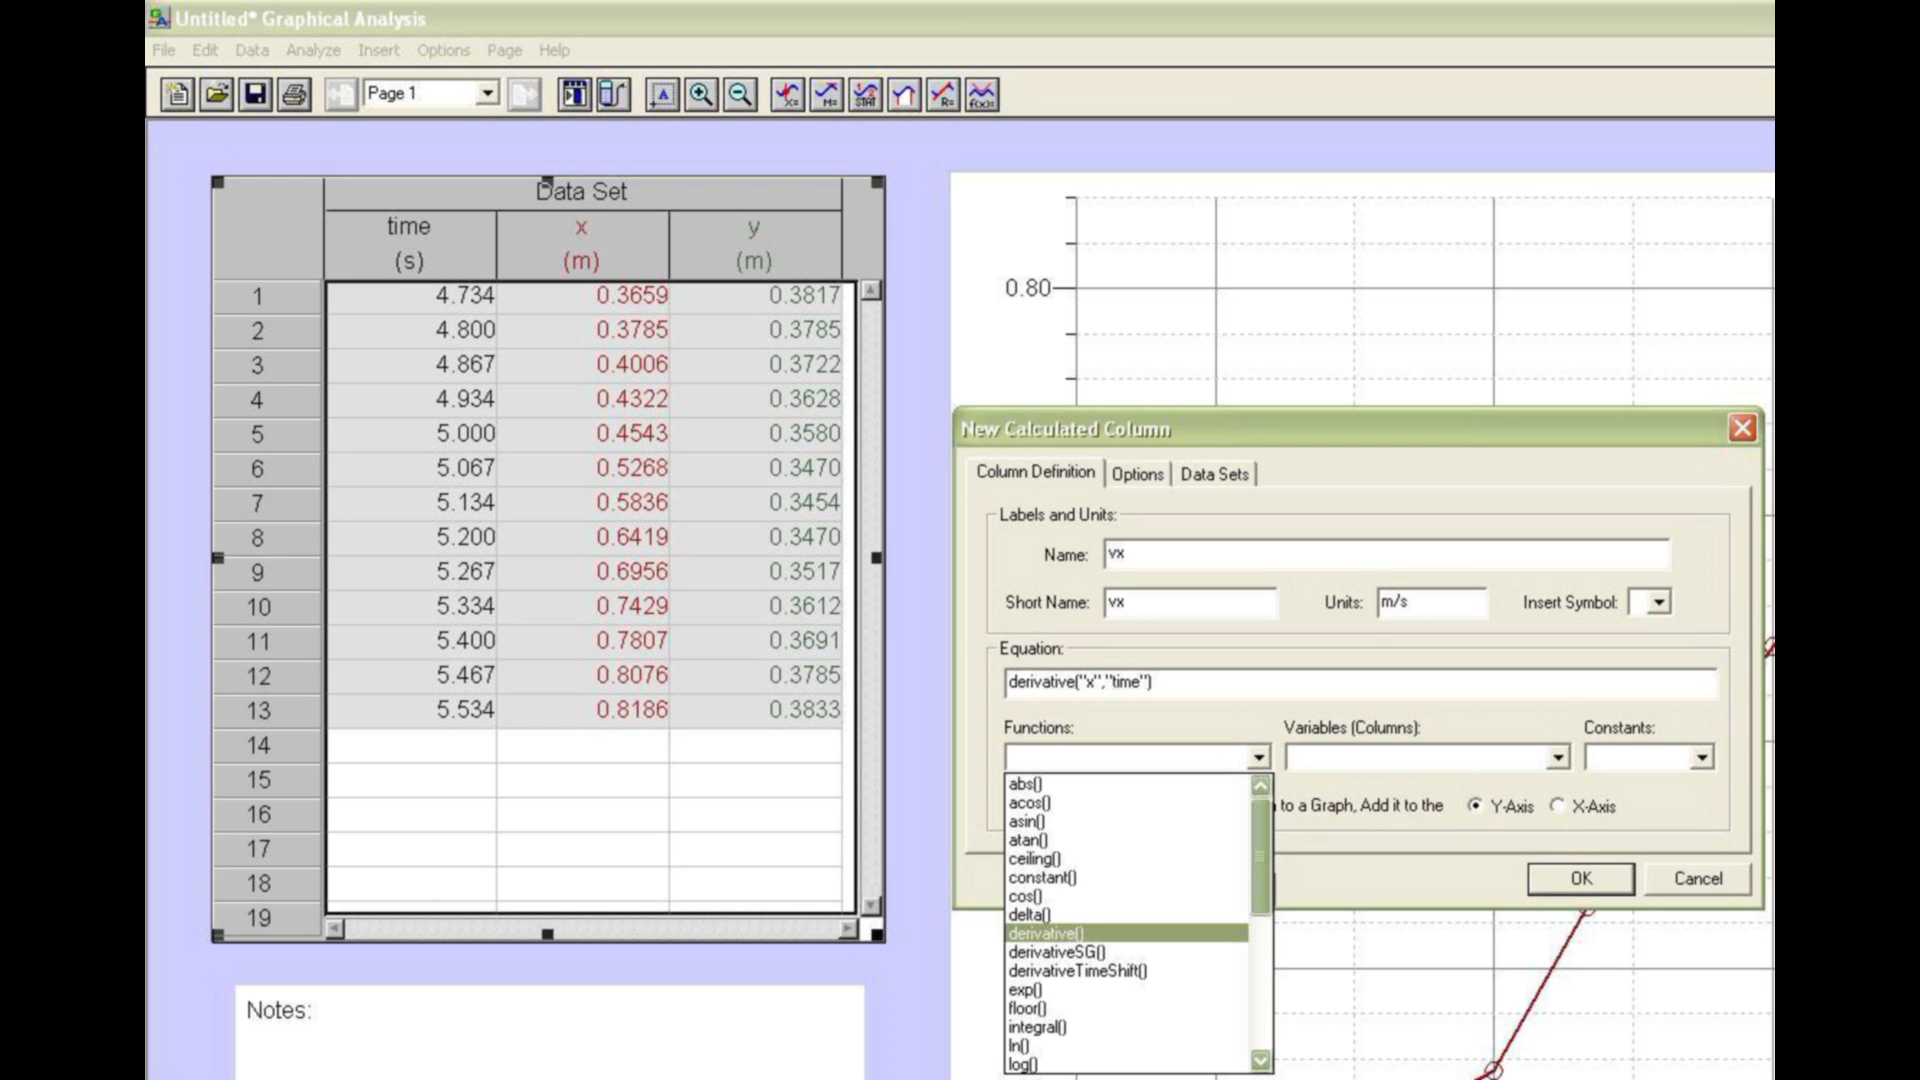 Untitled* Graphical Analysis
File Edit Data Analyze Insert Options Page Help
Page 1
A X= M= STAT R= f(x)=
Data Set
time x y
(s) (m) (m)
1 4.734 0.3659 0.3817
2 4.800 0.3785 0.3785
3 4.867 0.4006 0.3722
4 4.934 0.4322 0.3628
5 5.000 0.4543 0.3580
6 5.067 0.5268 0.3470
7 5.134 0.5836 0.3454
8 5.200 0.6419 0.3470
9 5.267 0.6956 0.3517
10 5.334 0.7429 0.3612
11 5.400 0.7807 0.3691
12 5.467 0.8076 0.3785
13 5.534 0.8186 0.3833
14
15
16
17
18
19
Notes:
0.80
New Calculated Column
Column Definition Options Data Sets
Labels and Units:
Name: vx
Short Name: vx Units: m/s Insert Symbol:
Equation:
derivative("x","time")
Functions: Variables (Columns): Constants:
to a Graph, Add it to the Y-Axis X-Axis
abs()
acos()
asin()
atan()
ceiling()
constant()
cos()
delta()
derivative()
derivativeSG()
derivativeTimeShift()
exp()
floor()
integral()
ln()
log()
OK Cancel